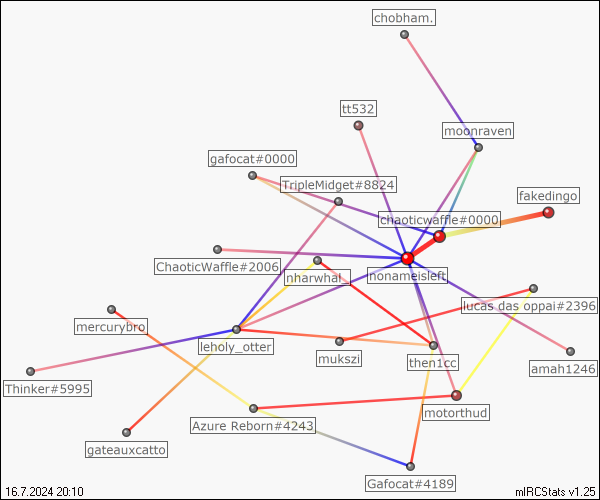 chobham.
tt532
moonraven
gafocat#0000
TripleMidget#8824
fakedingo
chaoticwaffle#0000
ChaoticWaffle#2006
nharwhal_
nonameisleft
lucas das oppai#2396
mercurybro
leholy_otter
mukszi
then1cc
amah1246
Thinker#5995
motorthud
Azure Reborn#4243
gateauxcatto
Gafocat#4189
16.7.2024 20:10
mIRCStats v1.25